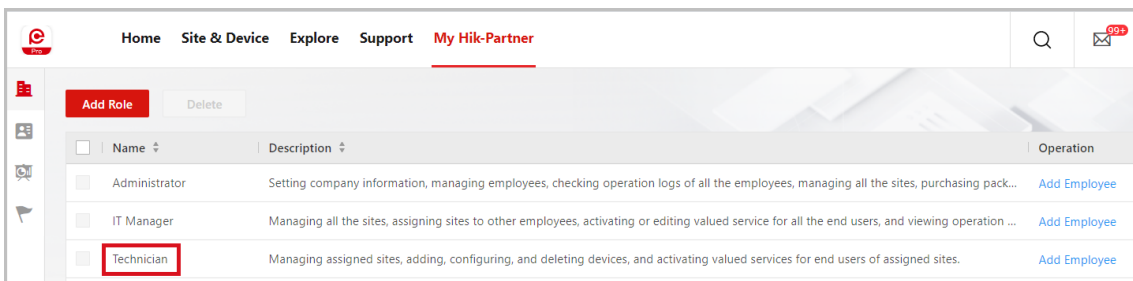 Pro
Home Site & Device Explore Support My Hik-Partner
99+
Add Role Delete
Name Description Operation
Administrator Setting company information, managing employees, checking operation logs of all the employees, managing all the sites, purchasing pack... Add Employee
IT Manager Managing all the sites, assigning sites to other employees, activating or editing valued service for all the end users, and viewing operation ... Add Employee
Technician Managing assigned sites, adding, configuring, and deleting devices, and activating valued services for end users of assigned sites. Add Employee